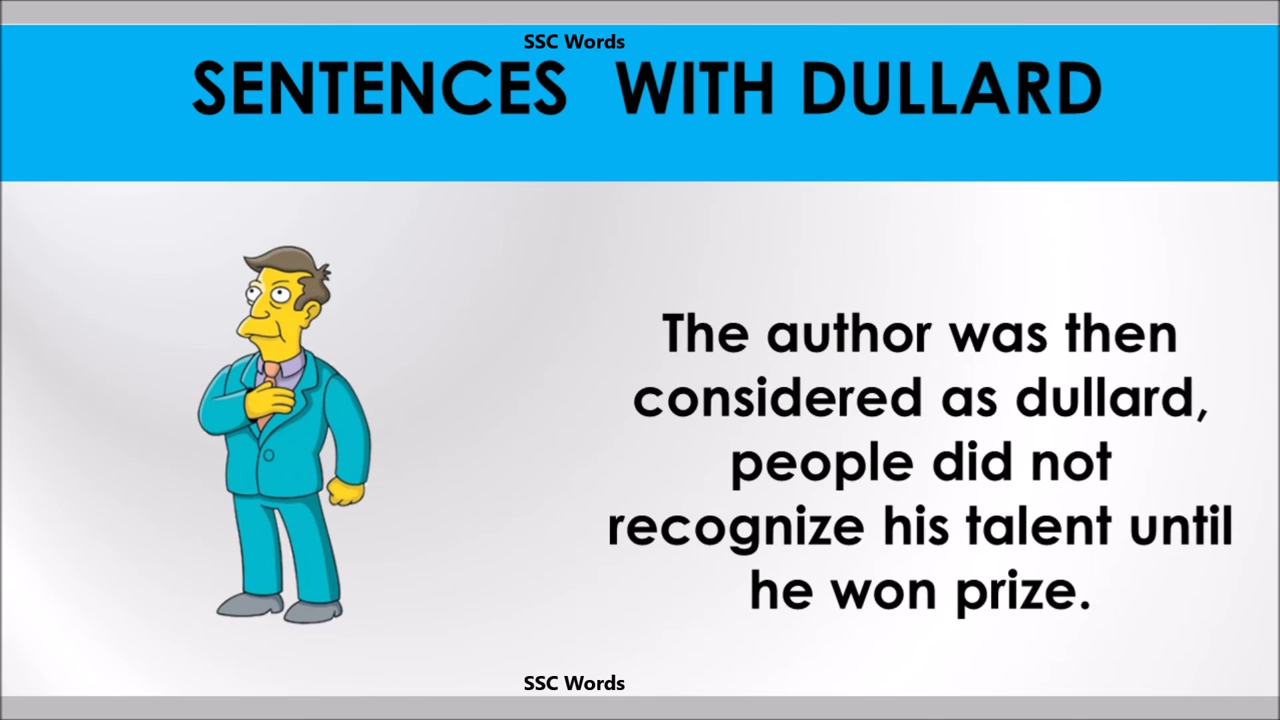 SSC Words
SENTENCES WITH DULLARD
The author was then
considered as dullard,
people did not
recognize his talent until
he won prize.
SSC Words